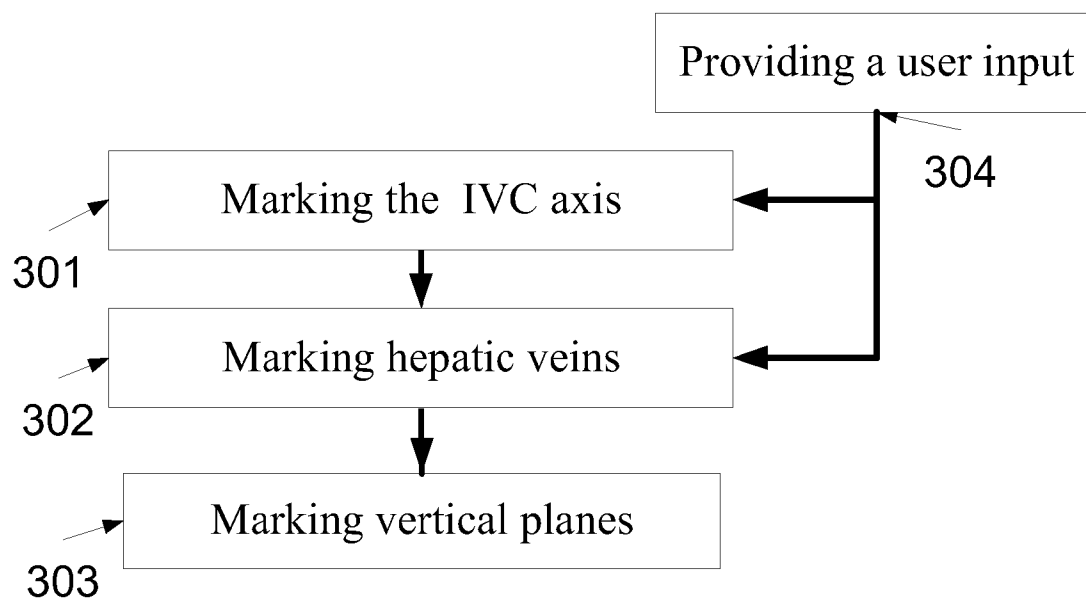 Providing a user input
304
Marking the IVC axis
301
Marking hepatic veins
302
Marking vertical planes
303